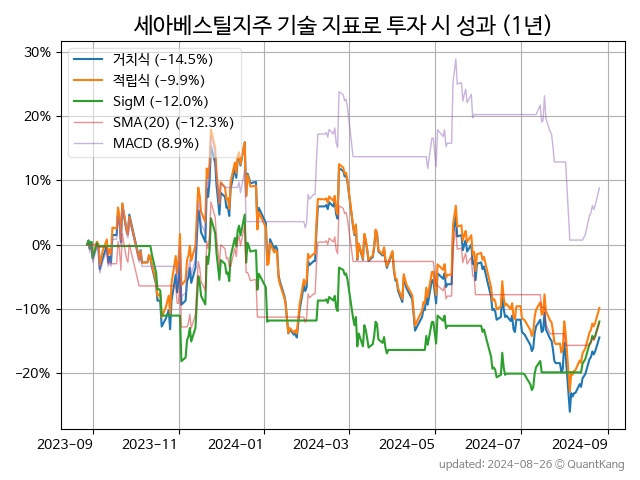 세아베스틸지주 기술 지표로 투자 시 성과 (1년)
30%
20%
10%
0%
−10%
−20%
거치식 (−14.5%)
적립식 (−9.9%)
SigM (−12.0%)
SMA(20) (−12.3%)
MACD (8.9%)
2023-09
2023-11
2024-01
2024-03
2024-05
2024-07
2024-09
updated: 2024-08-26 © QuantKang